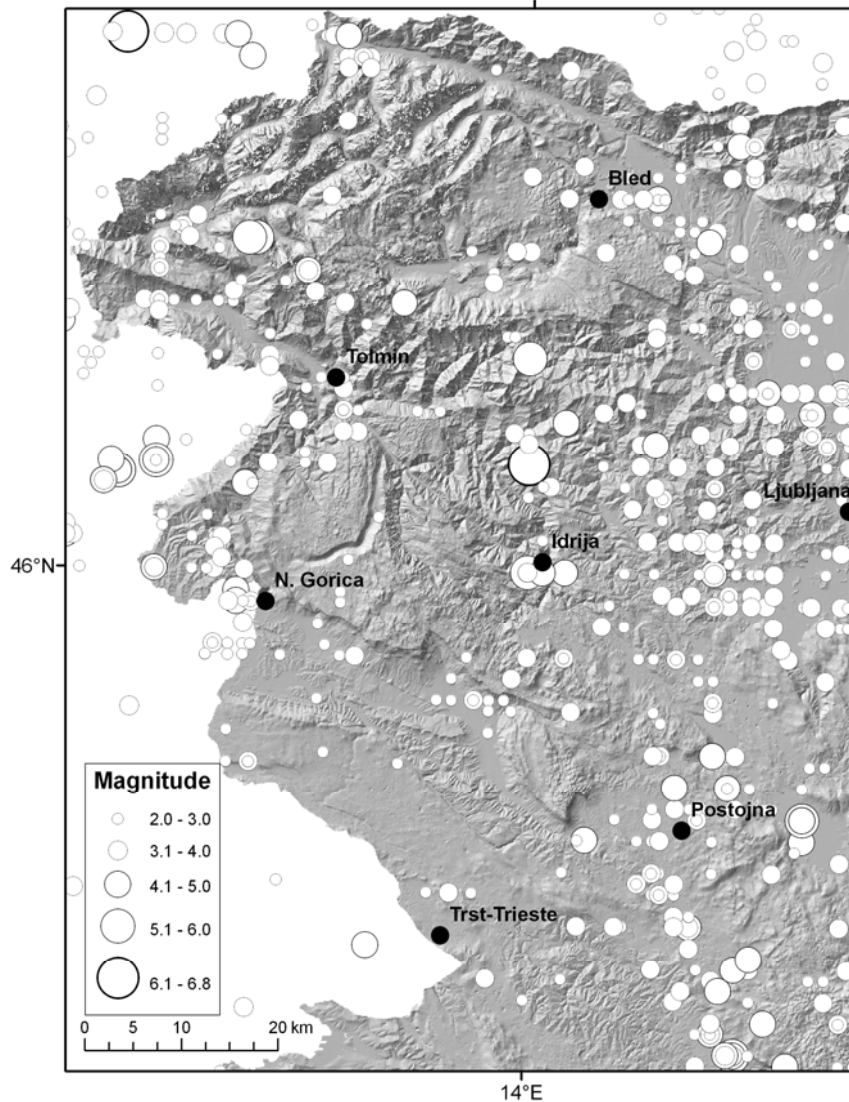 Bled
Tolmin
Ljubljana
Idrija
46°N
N. Gorica
Magnitude
2.0 - 3.0
3.1 - 4.0
4.1 - 5.0
5.1 - 6.0
6.1 - 6.8
Postojna
Trst-Trieste
0 5 10 20 km
14°E